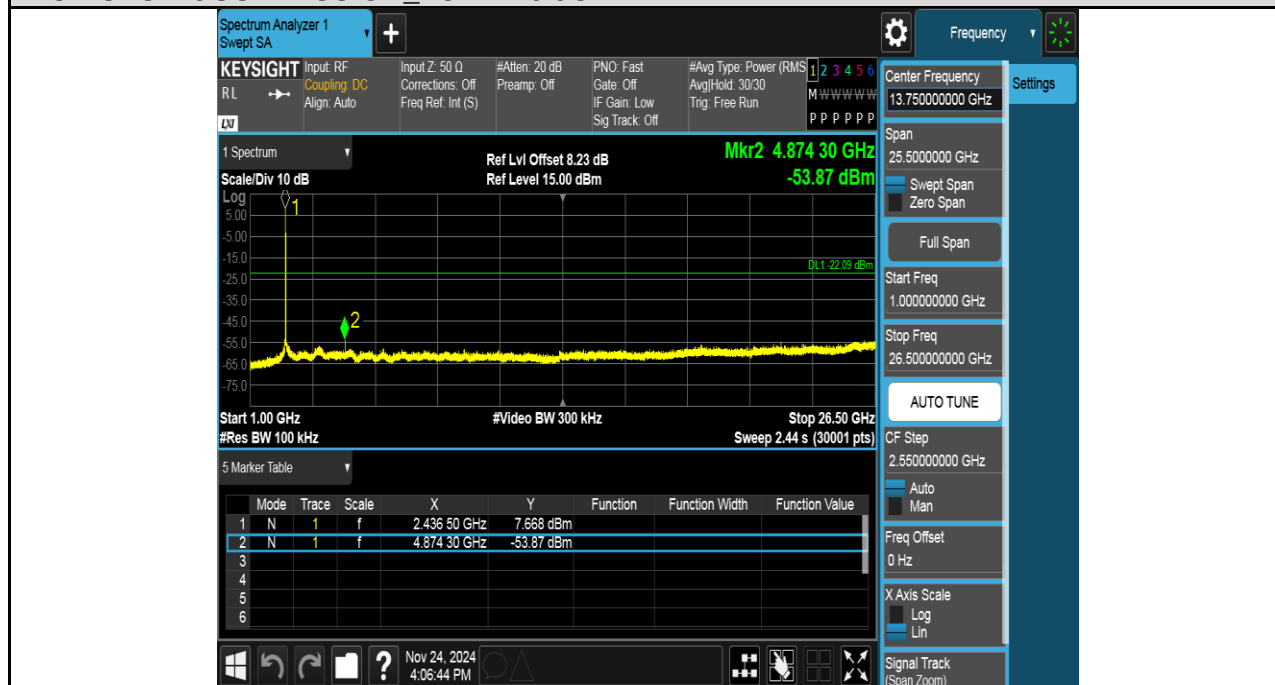 Spectrum Analyzer 1
Swept SA
+
Frequency
KEYSIGHT
RL
LXI
Input: RF
Coupling: DC
Align: Auto
Input Z: 50 Ω
Corrections: Off
Freq Ref: Int (S)
#Atten: 20 dB
Preamp: Off
PNO: Fast
Gate: Off
IF Gain: Low
Sig Track: Off
#Avg Type: Power (RMS
Avg|Hold: 30/30
Trig: Free Run
1 2 3 4 5 6
M W W W W W
P P P P P P
1 Spectrum
Scale/Div 10 dB
Ref Lvl Offset 8.23 dB
Ref Level 15.00 dBm
Mkr2 4.874 30 GHz
-53.87 dBm
Log
1
5.00
-5.00
-15.0
DL1 -22.09 dBm
-25.0
-35.0
-45.0
2
-55.0
-65.0
-75.0
Start 1.00 GHz
#Video BW 300 kHz
Stop 26.50 GHz
#Res BW 100 kHz
Sweep 2.44 s (30001 pts)
5 Marker Table
Mode Trace Scale X Y Function Function Width Function Value
1 N 1 f 2.436 50 GHz 7.668 dBm
2 N 1 f 4.874 30 GHz -53.87 dBm
3
4
5
6
?
Nov 24, 2024
4:06:44 PM
Center Frequency
13.750000000 GHz
Settings
Span
25.5000000 GHz
Swept Span
Zero Span
Full Span
Start Freq
1.000000000 GHz
Stop Freq
26.500000000 GHz
AUTO TUNE
CF Step
2.550000000 GHz
Auto
Man
Freq Offset
0 Hz
X Axis Scale
Log
Lin
Signal Track
(Span Zoom)